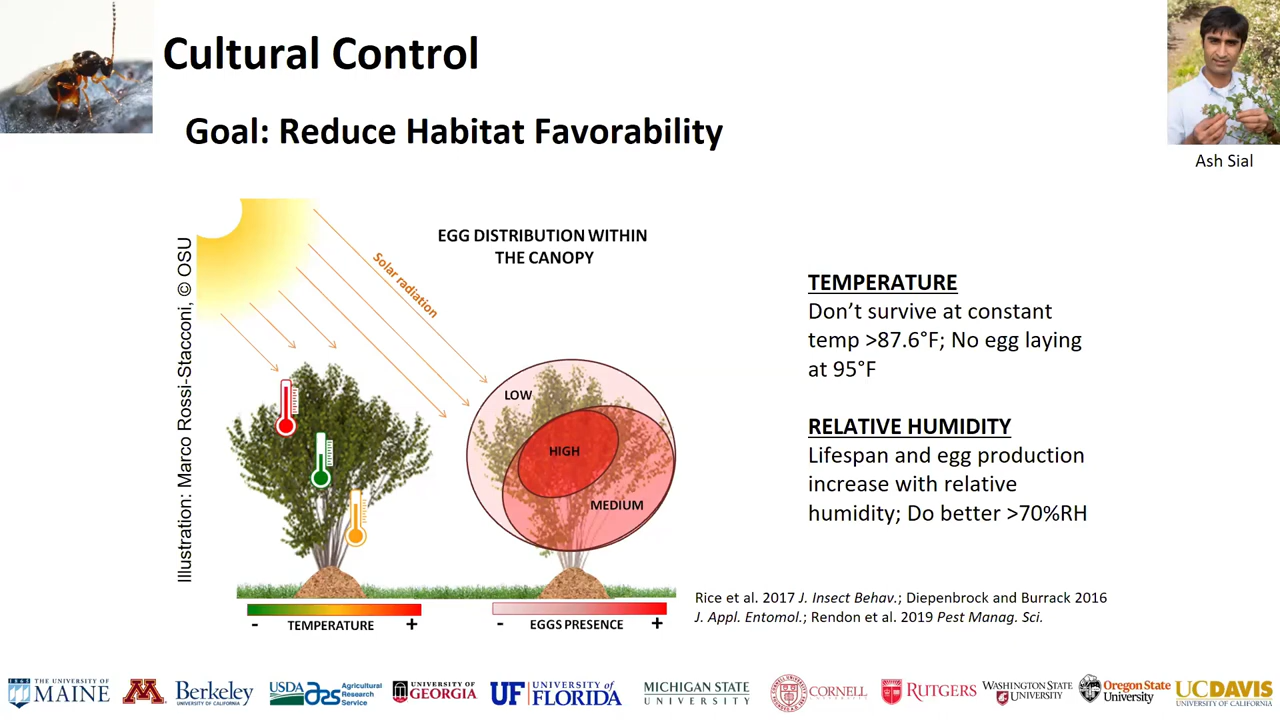 Cultural Control
Goal: Reduce Habitat Favorability
Ash Sial
Illustration: Marco Rossi-Stacconi, © OSU
Solar radiation
EGG DISTRIBUTION WITHIN
THE CANOPY
LOW
HIGH
MEDIUM
- TEMPERATURE +
- EGGS PRESENCE +
TEMPERATURE
Don’t survive at constant
temp >87.6°F; No egg laying
at 95°F
RELATIVE HUMIDITY
Lifespan and egg production
increase with relative
humidity; Do better >70%RH
Rice et al. 2017 J. Insect Behav.; Diepenbrock and Burrack 2016
J. Appl. Entomol.; Rendon et al. 2019 Pest Manag. Sci.
THE UNIVERSITY OF
MAINE
M
Berkeley
UNIVERSITY OF CALIFORNIA
USDA
ars
Agricultural
Research
Service
UNIVERSITY OF
GEORGIA
UF
UNIVERSITY of
FLORIDA
MICHIGAN STATE
UNIVERSITY
CORNELL
RUTGERS
WASHINGTON STATE
UNIVERSITY
Oregon State
University
UCDAVIS
UNIVERSITY OF CALIFORNIA